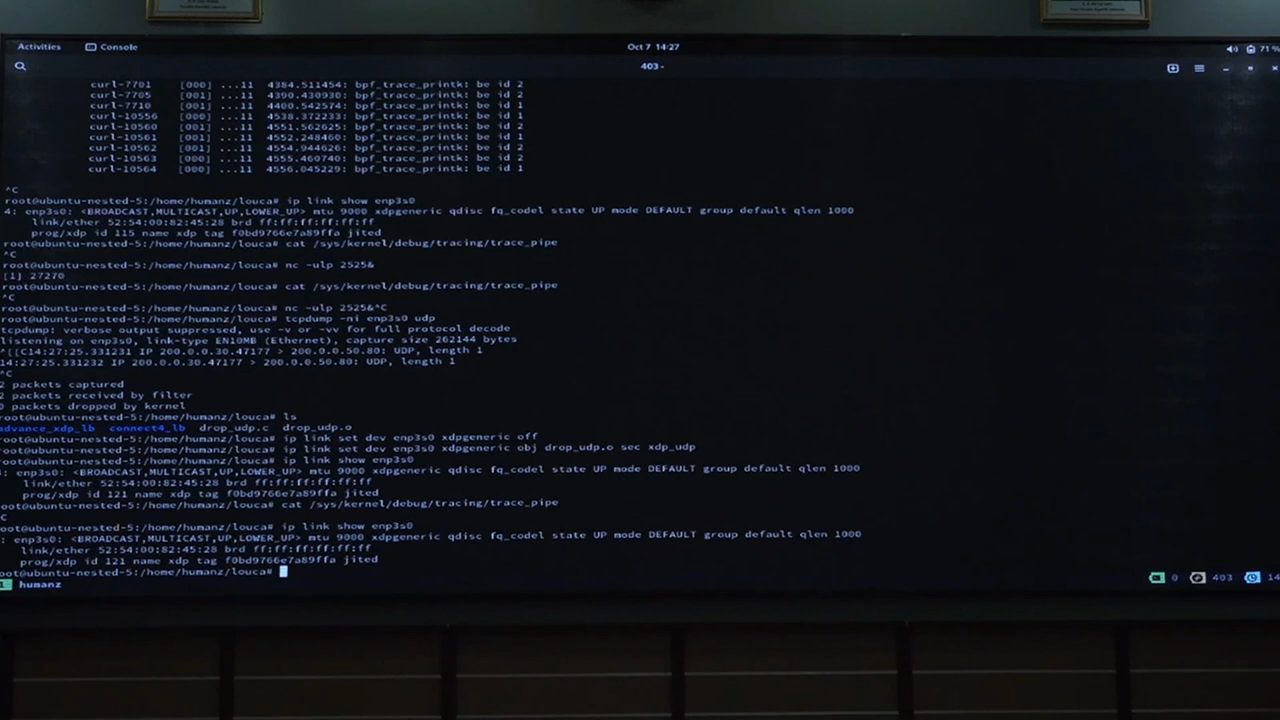 Activities Console Oct 7 14:27 71 %
403-
curl-7701 [000] ...11 4384.511454: bpf_trace_printk: be id 2
curl-7705 [001] ...11 4390.430930: bpf_trace_printk: be id 2
curl-7710 [001] ...11 4400.542574: bpf_trace_printk: be id 1
curl-10556 [000] ...11 4538.372233: bpf_trace_printk: be id 1
curl-10560 [001] ...11 4551.562625: bpf_trace_printk: be id 2
curl-10561 [001] ...11 4552.248460: bpf_trace_printk: be id 1
curl-10562 [001] ...11 4554.944626: bpf_trace_printk: be id 2
curl-10563 [000] ...11 4555.460740: bpf_trace_printk: be id 2
curl-10564 [000] ...11 4556.045229: bpf_trace_printk: be id 1
^C
root@ubuntu-nested-5:/home/humanz/louca# ip link show enp3s0
4: enp3s0: <BROADCAST,MULTICAST,UP,LOWER_UP> mtu 9000 xdpgeneric qdisc fq_codel state UP mode DEFAULT group default qlen 1000
link/ether 52:54:00:82:45:28 brd ff:ff:ff:ff:ff:ff
prog/xdp id 115 name xdp tag f0bd9766e7a89ffa jited
root@ubuntu-nested-5:/home/humanz/louca# cat /sys/kernel/debug/tracing/trace_pipe
^C
root@ubuntu-nested-5:/home/humanz/louca# nc -ulp 2525&
[1] 27270
root@ubuntu-nested-5:/home/humanz/louca# cat /sys/kernel/debug/tracing/trace_pipe
^C
root@ubuntu-nested-5:/home/humanz/louca# nc -ulp 2525&^C
root@ubuntu-nested-5:/home/humanz/louca# tcpdump -ni enp3s0 udp
tcpdump: verbose output suppressed, use -v or -vv for full protocol decode
listening on enp3s0, link-type EN10MB (Ethernet), capture size 262144 bytes
^[[C14:27:25.331231 IP 200.0.0.30.47177 > 200.0.0.50.80: UDP, length 1
14:27:25.331232 IP 200.0.0.30.47177 > 200.0.0.50.80: UDP, length 1
^C
2 packets captured
2 packets received by filter
0 packets dropped by kernel
root@ubuntu-nested-5:/home/humanz/louca# ls
advance_xdp_lb connect4_lb drop_udp.c drop_udp.o
root@ubuntu-nested-5:/home/humanz/louca# ip link set dev enp3s0 xdpgeneric off
root@ubuntu-nested-5:/home/humanz/louca# ip link set dev enp3s0 xdpgeneric obj drop_udp.o sec xdp_udp
root@ubuntu-nested-5:/home/humanz/louca# ip link show enp3s0
: enp3s0: <BROADCAST,MULTICAST,UP,LOWER_UP> mtu 9000 xdpgeneric qdisc fq_codel state UP mode DEFAULT group default qlen 1000
link/ether 52:54:00:82:45:28 brd ff:ff:ff:ff:ff:ff
prog/xdp id 121 name xdp tag f0bd9766e7a89ffa jited
root@ubuntu-nested-5:/home/humanz/louca# cat /sys/kernel/debug/tracing/trace_pipe
C
root@ubuntu-nested-5:/home/humanz/louca# ip link show enp3s0
: enp3s0: <BROADCAST,MULTICAST,UP,LOWER_UP> mtu 9000 xdpgeneric qdisc fq_codel state UP mode DEFAULT group default qlen 1000
link/ether 52:54:00:82:45:28 brd ff:ff:ff:ff:ff:ff
prog/xdp id 121 name xdp tag f0bd9766e7a89ffa jited
root@ubuntu-nested-5:/home/humanz/louca#
1 humanz 0 403 14